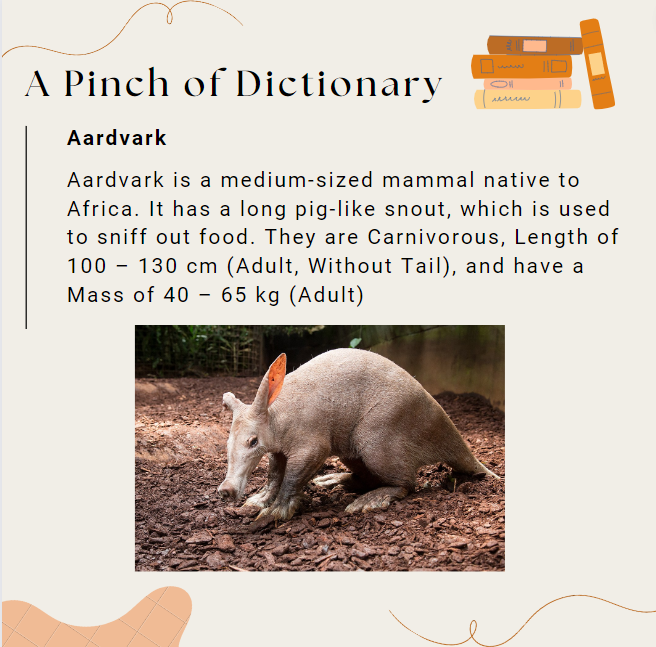 A Pinch of Dictionary
Aardvark
Aardvark is a medium-sized mammal native to
Africa. It has a long pig-like snout, which is used
to sniff out food. They are Carnivorous, Length of
100 – 130 cm (Adult, Without Tail), and have a
Mass of 40 – 65 kg (Adult)